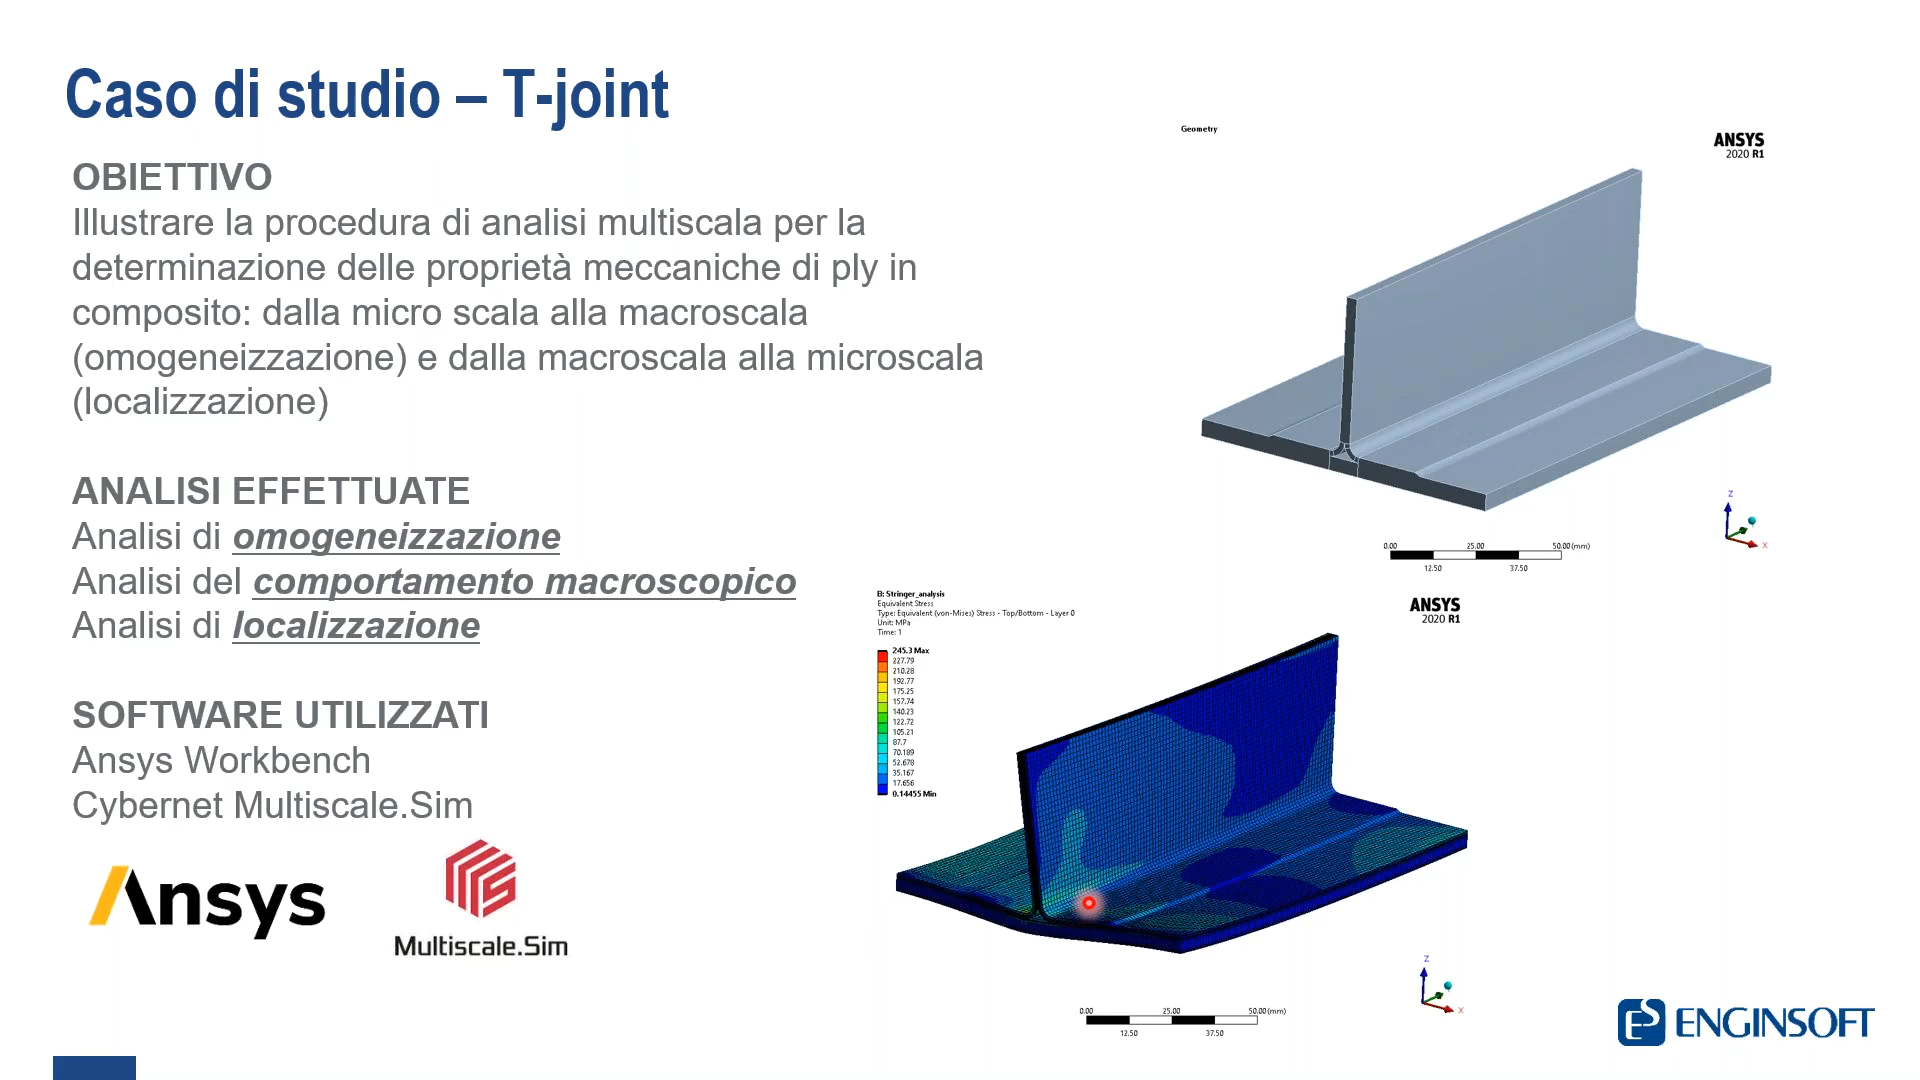 Caso di studio – T-joint
OBIETTIVO
Illustrare la procedura di analisi multiscala per la
determinazione delle proprietà meccaniche di ply in
composito: dalla micro scala alla macroscala
(omogeneizzazione) e dalla macroscala alla microscala
(localizzazione)
ANALISI EFFETTUATE
Analisi di omogeneizzazione
Analisi del comportamento macroscopico
Analisi di localizzazione
SOFTWARE UTILIZZATI
Ansys Workbench
Cybernet Multiscale.Sim
Ansys
Multiscale.Sim
Geometry
ANSYS
2020 R1
Z
X
0.00 25.00 50.00 (mm)
12.50 37.50
B: Stringer_analysis
Equivalent Stress
Type: Equivalent (von-Mises) Stress - Top/Bottom - Layer 0
Unit: MPa
Time: 1
245.3 Max
227.79
210.28
192.77
175.25
157.74
140.23
122.72
105.21
87.7
70.189
52.678
35.167
17.656
0.14455 Min
ANSYS
2020 R1
Z
X
0.00 25.00 50.00 (mm)
12.50 37.50
ES ENGINSOFT